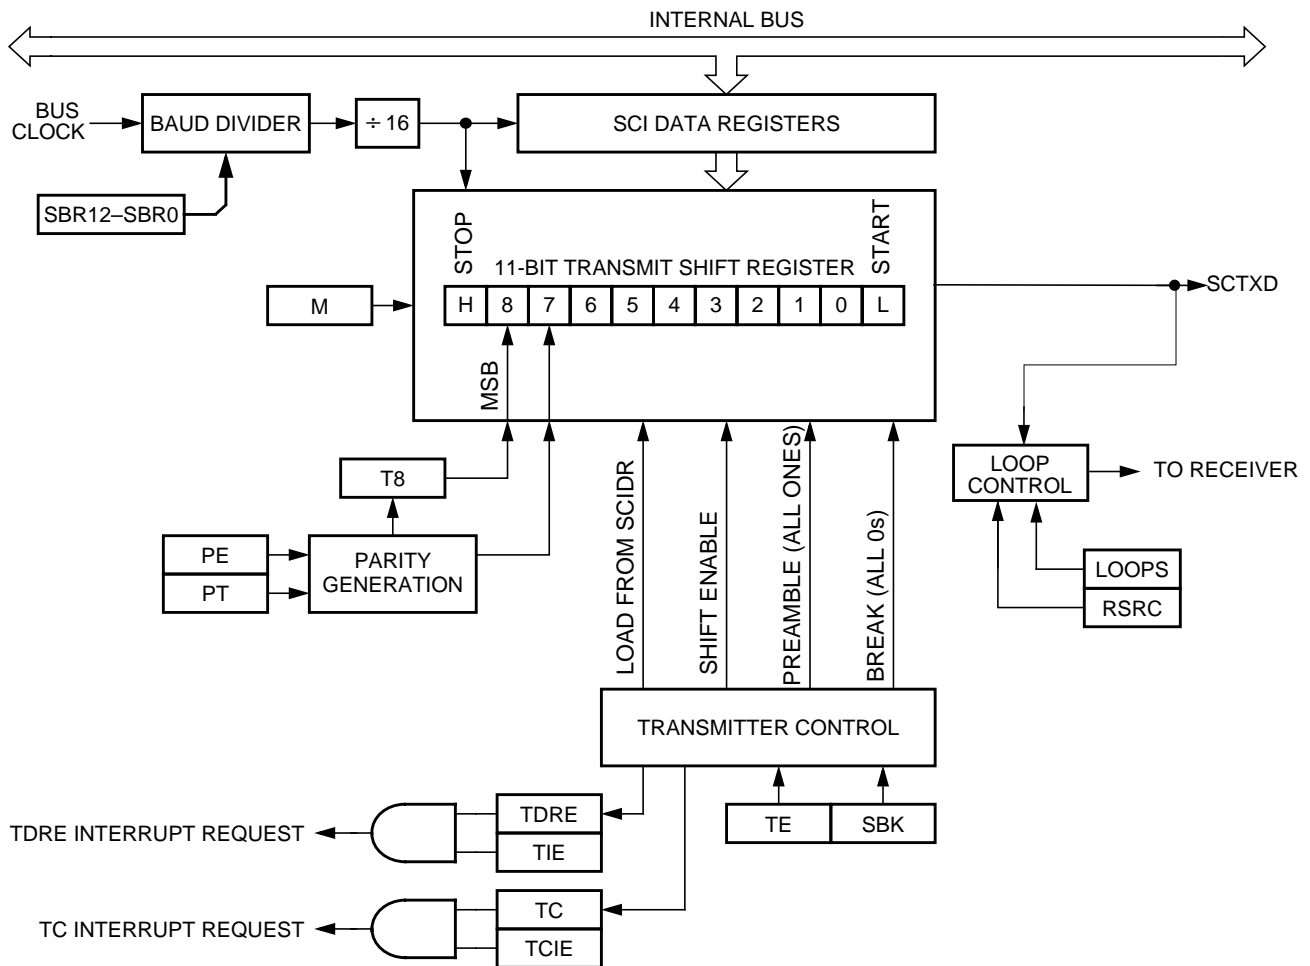 INTERNAL BUS
BUS
CLOCK
BAUD DIVIDER
÷ 16
SCI DATA REGISTERS
SBR12–SBR0
STOP
START
11-BIT TRANSMIT SHIFT REGISTER
H 8 7 6 5 4 3 2 1 0 L
M
SCTXD
MSB
T8
LOOP
CONTROL
TO RECEIVER
PE
PT
PARITY
GENERATION
LOAD FROM SCIDR
SHIFT ENABLE
PREAMBLE (ALL ONES)
BREAK (ALL 0s)
LOOPS
RSRC
TRANSMITTER CONTROL
TDRE INTERRUPT REQUEST
TDRE
TIE
TE
SBK
TC INTERRUPT REQUEST
TC
TCIE